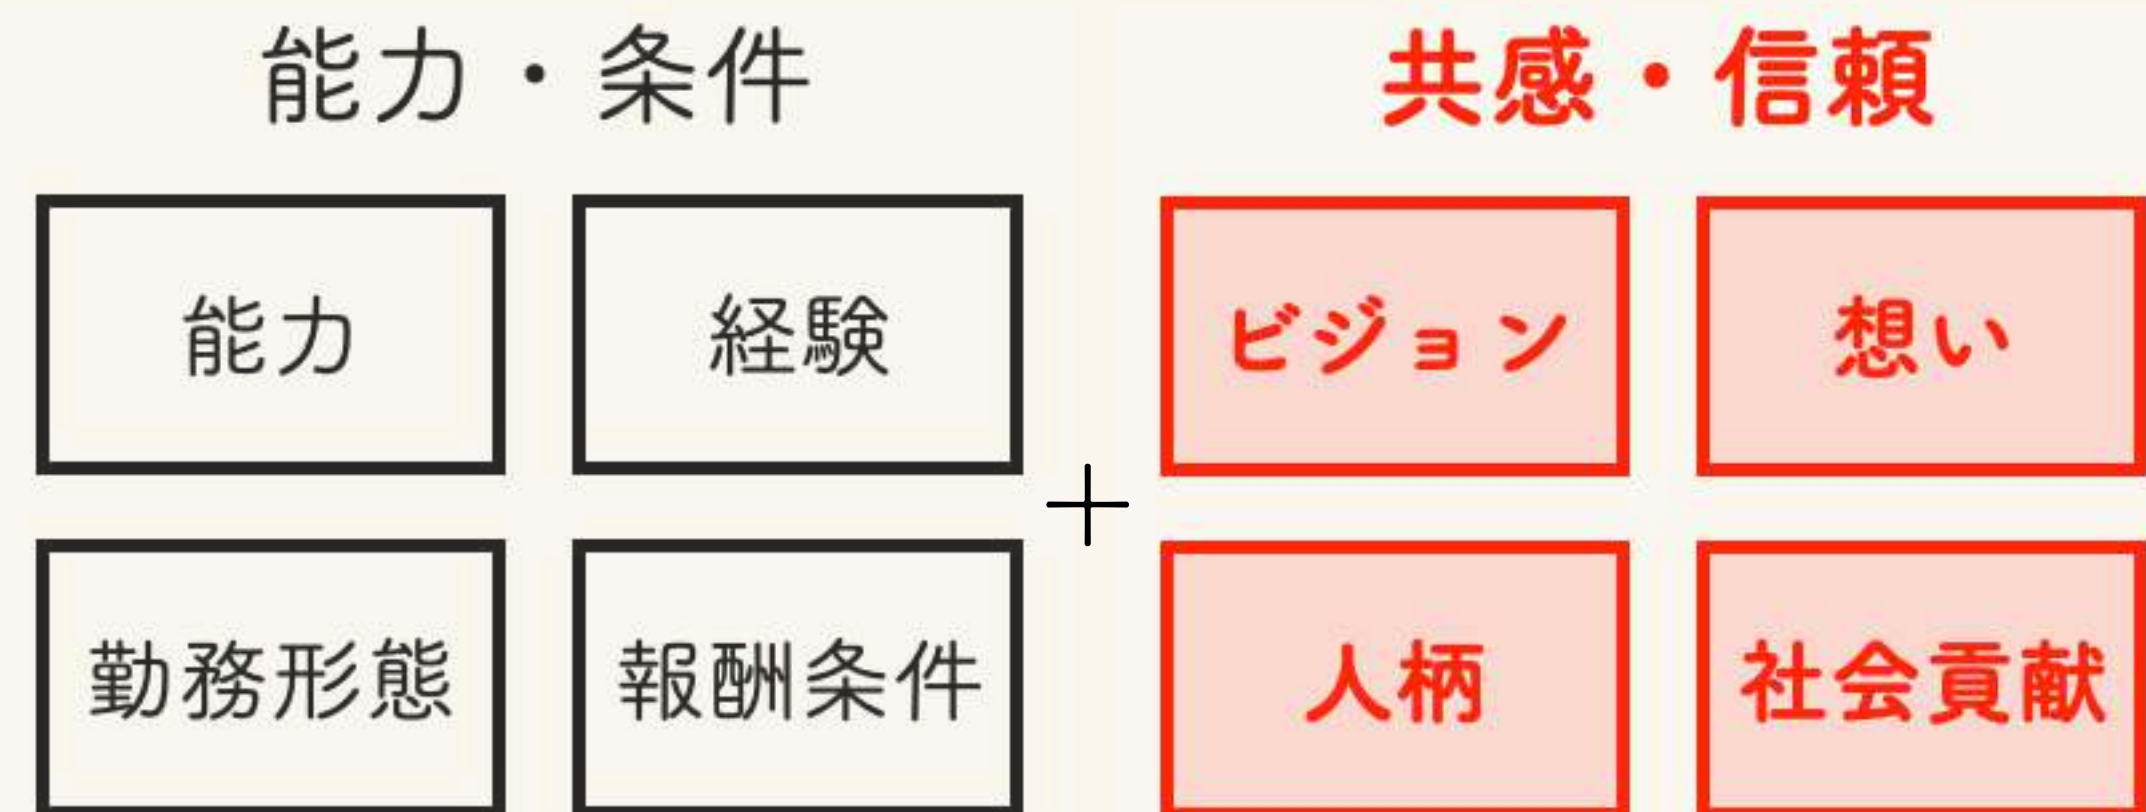 能力・条件
共感・信頼
能力
経験
ビジョン
想い
+
勤務形態
報酬条件
人柄
社会貢献